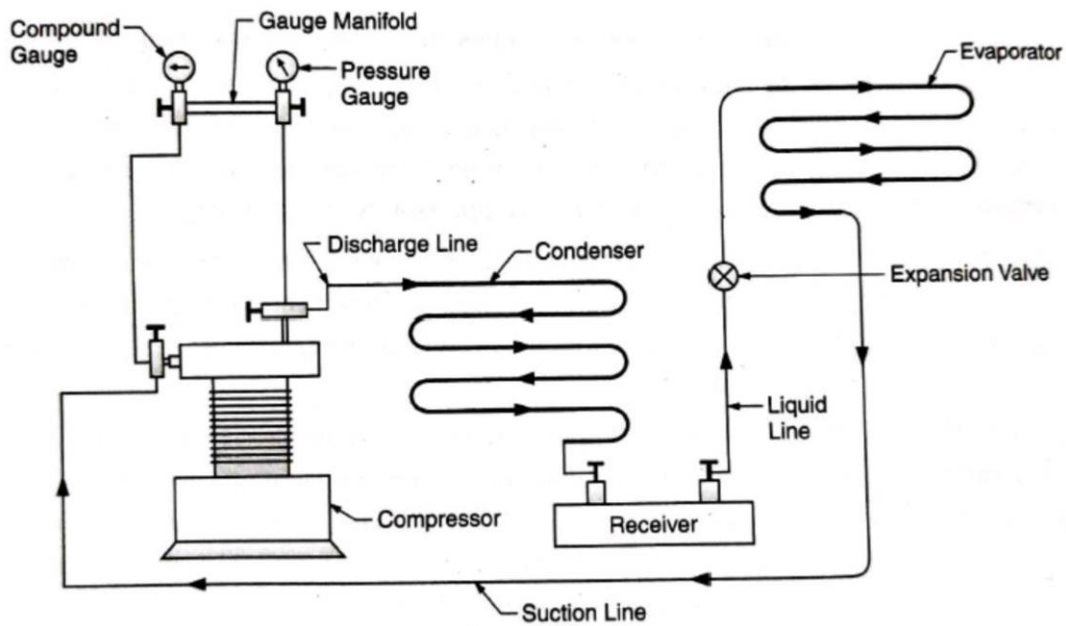 Compound
Gauge
Gauge Manifold
Pressure
Gauge
Evaporator
Discharge Line
Condenser
Expansion Valve
Liquid
Line
Compressor
Receiver
Suction Line